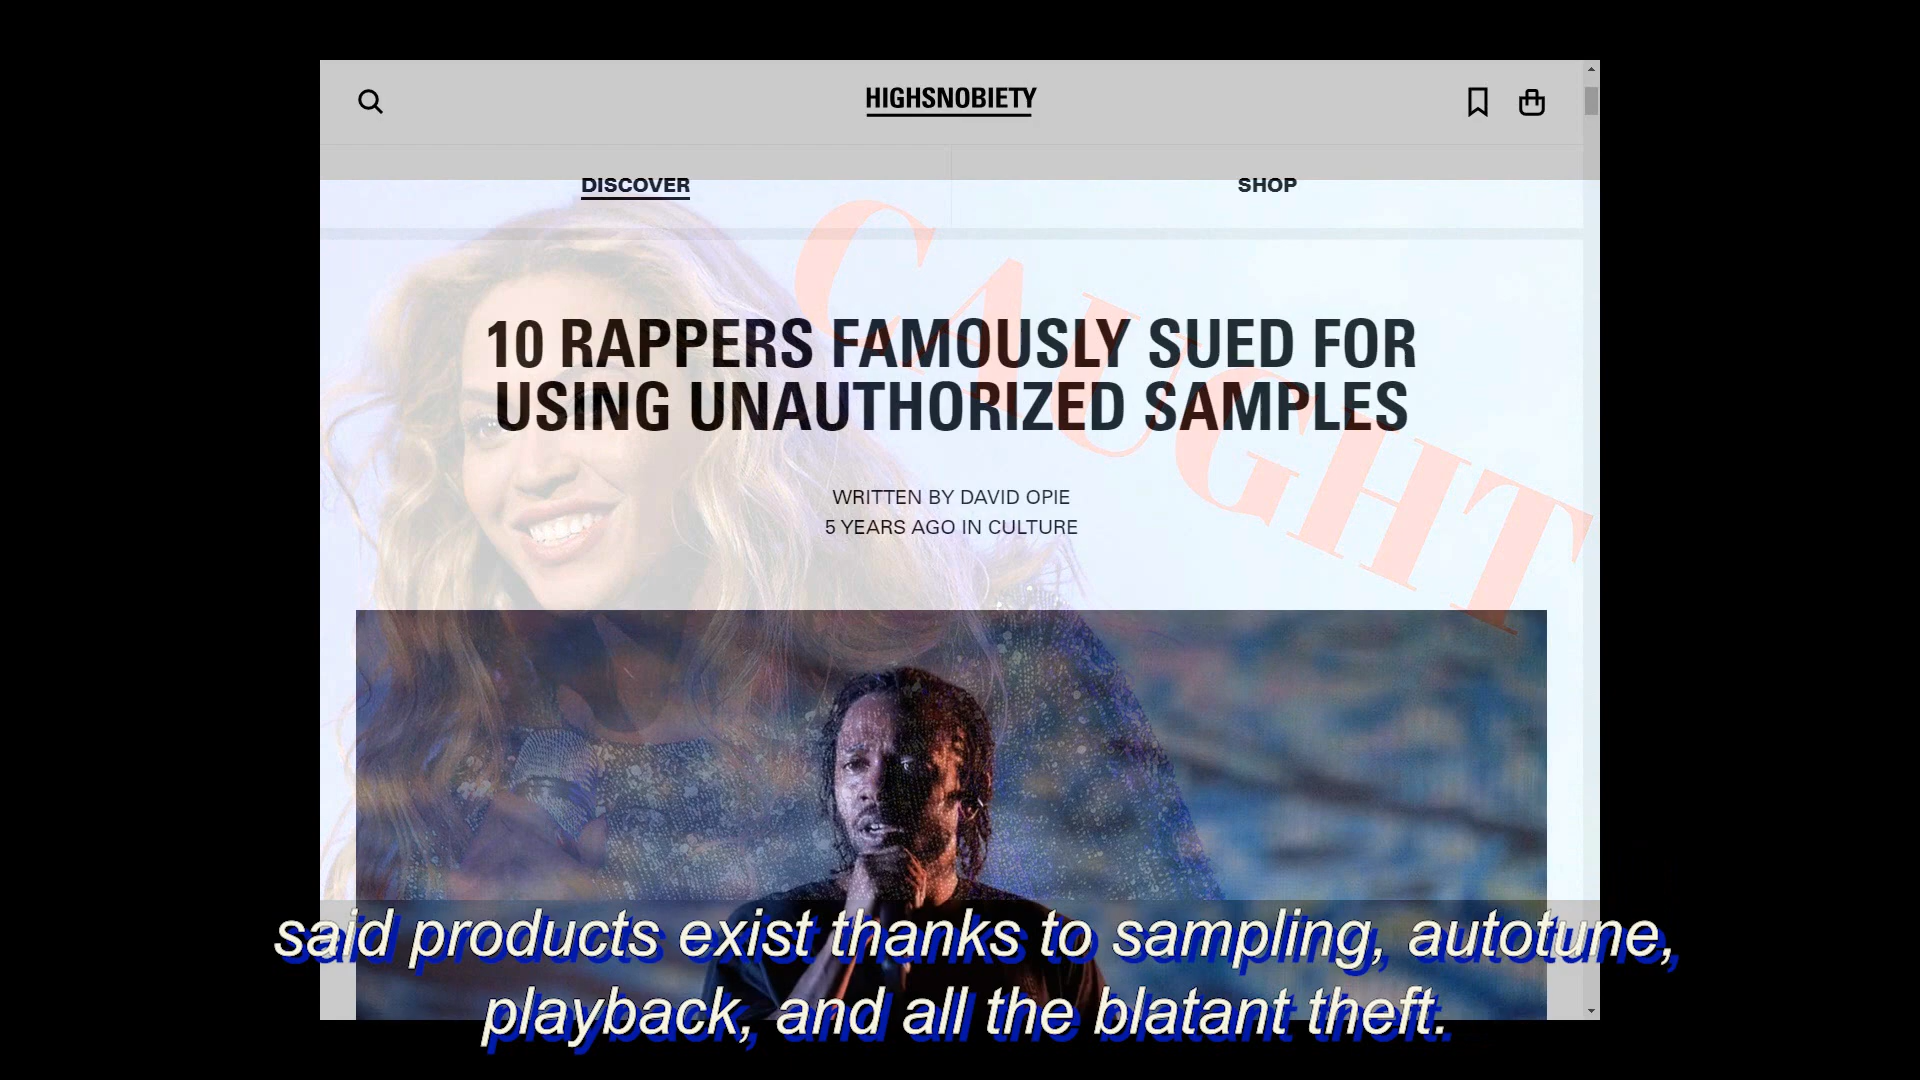 HIGHSNOBIETY
DISCOVER
SHOP
CAUGHT
10 RAPPERS FAMOUSLY SUED FOR
USING UNAUTHORIZED SAMPLES
WRITTEN BY DAVID OPIE
5 YEARS AGO IN CULTURE
said products exist thanks to sampling, autotune,
playback, and all the blatant theft.